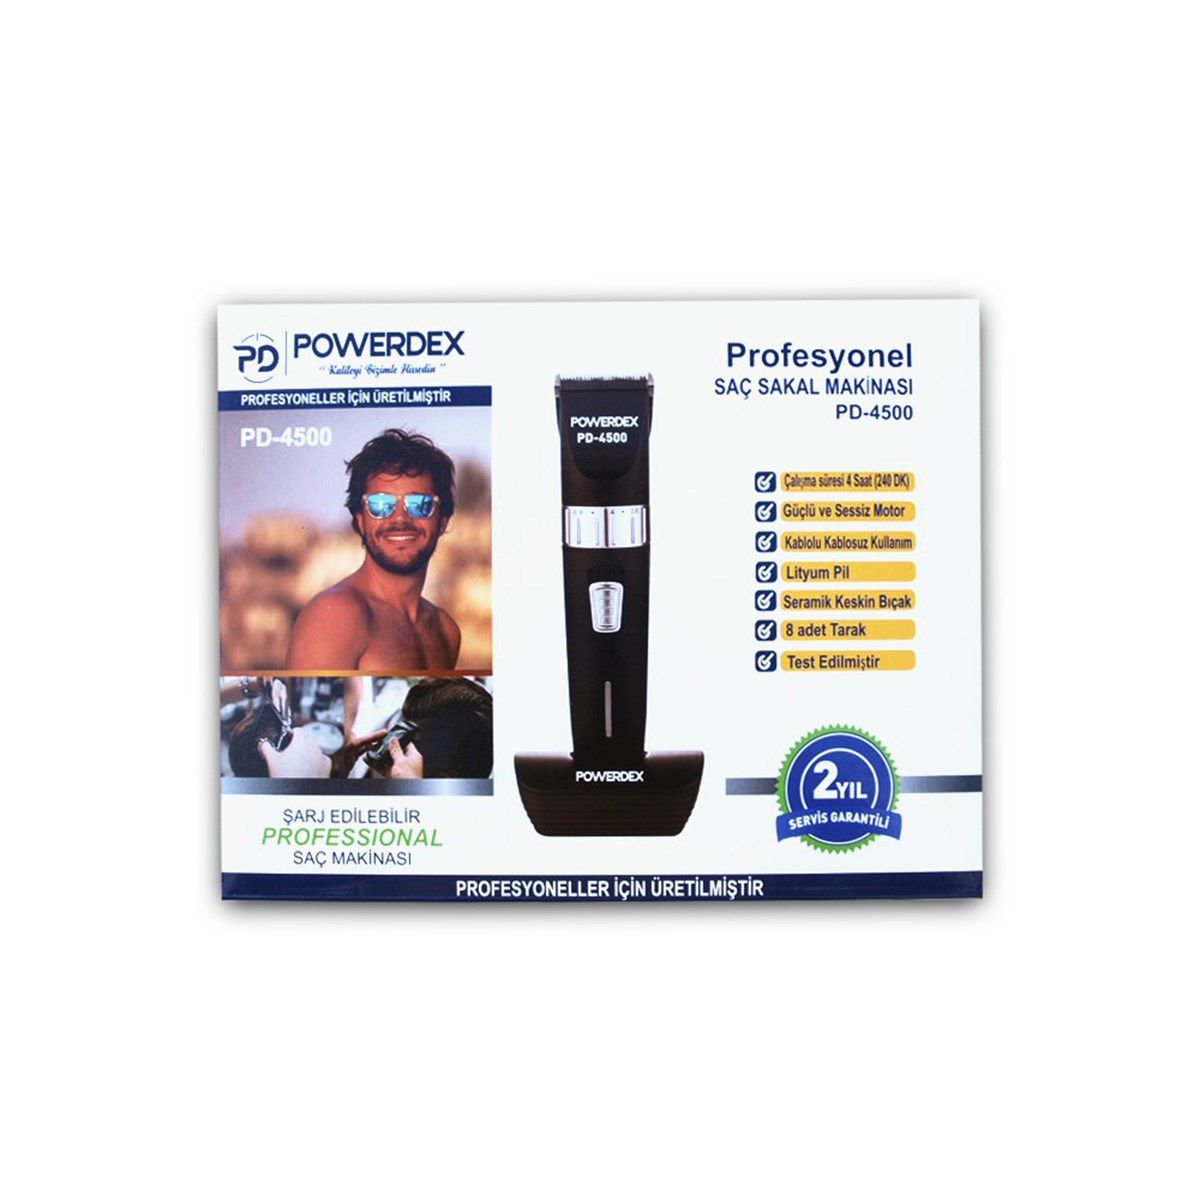 PD POWERDEX
" Kaliteyi Bizimle Hissedin "
PROFESYONELLER İÇİN ÜRETİLMİŞTİR
PD-4500
ŞARJ EDİLEBİLİR
PROFESSIONAL
SAÇ MAKİNASI
POWERDEX
PD-4500
4
POWERDEX
Profesyonel
SAÇ SAKAL MAKİNASI
PD-4500
Çalışma süresi 4 Saat (240 DK)
Güçlü ve Sessiz Motor
Kablolu Kablosuz Kullanım
Lityum Pil
Seramik Keskin Bıçak
8 adet Tarak
Test Edilmiştir
2 YIL
SERVİS GARANTİLİ
PROFESYONELLER İÇİN ÜRETİLMİŞTİR